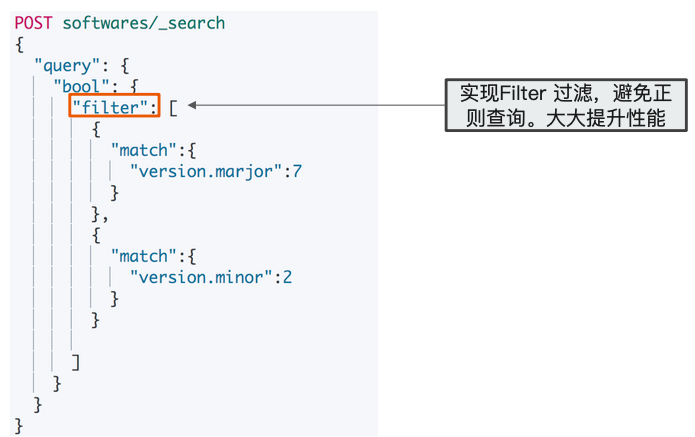 POST softwares/_search
{
"query": {
"bool": {
"filter": [
{
"match":{
"version.marjor":7
}
},
{
"match":{
"version.minor":2
}
}
]
}
}
}
实现Filter 过滤，避免正
则查询。大大提升性能